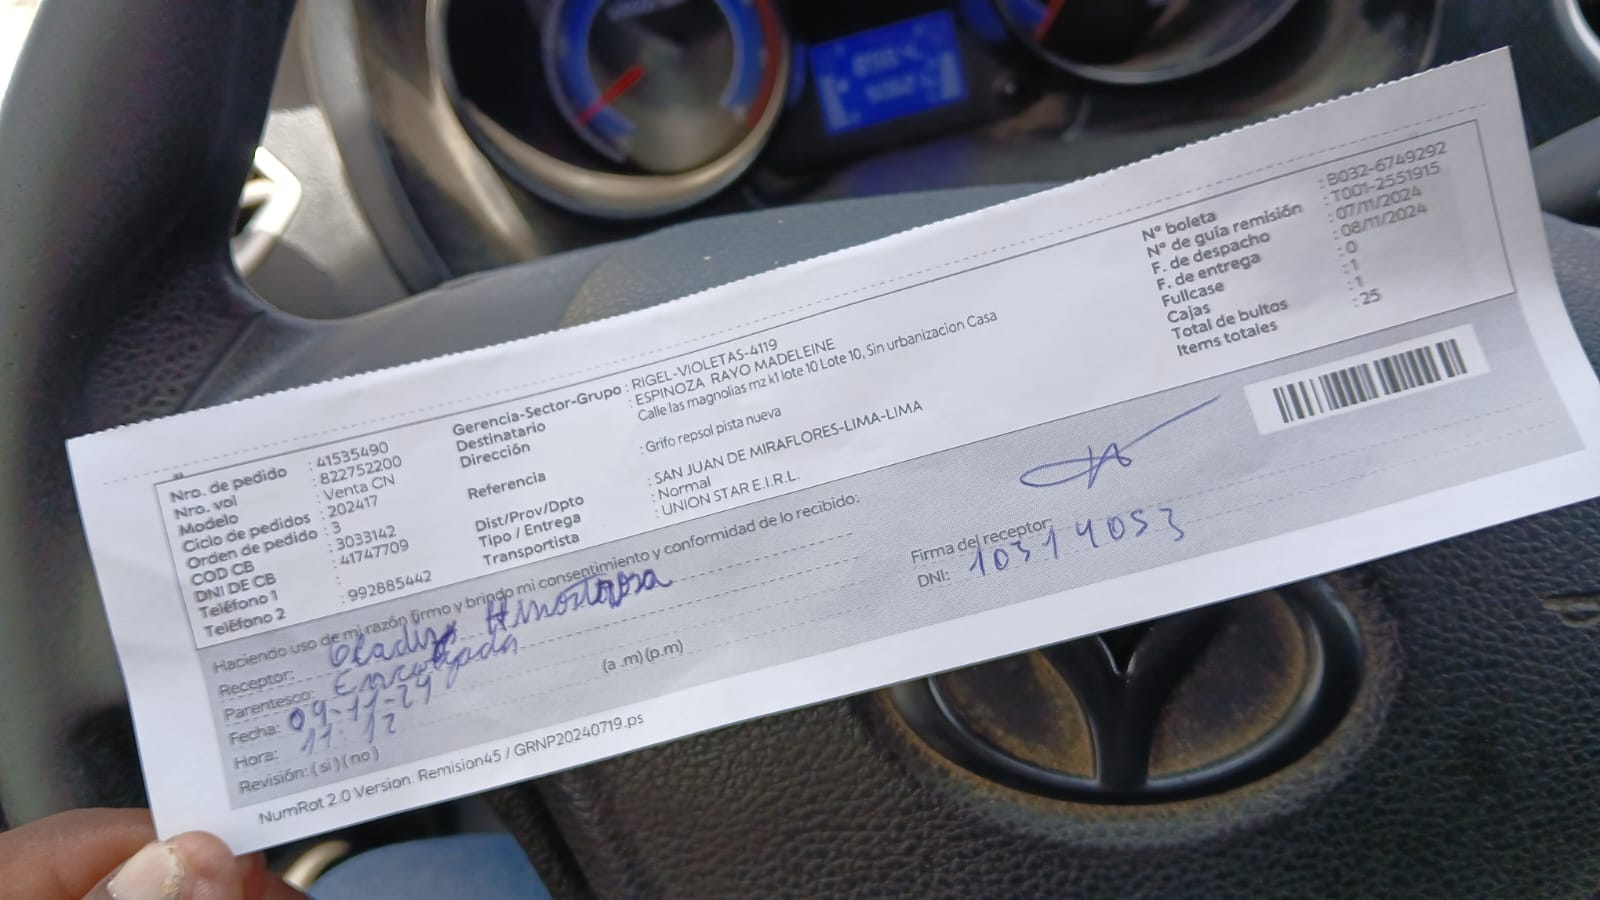 Nro. de pedido : 41535490
Nro. vol : 822752200
Modelo : Venta CN
Ciclo de pedidos : 202417
Orden de pedido : 3
COD CB : 3033142
DNI DE CB : 41747709
Teléfono 1 :
Teléfono 2 : 992885442
Gerencia-Sector-Grupo : RIGEL-VIOLETAS-4119
Destinatario : ESPINOZA RAYO MADELEINE
Dirección Calle las magnolias mz k1 lote 10 Lote 10, Sin urbanizacion Casa
Referencia : Grifo repsol pista nueva
Dist/Prov/Dpto : SAN JUAN DE MIRAFLORES-LIMA-LIMA
Tipo / Entrega : Normal
Transportista : UNION STAR E.I.R.L.
Nº boleta : B032-6749292
Nº de guía remisión : T001-2551915
F. de despacho : 07/11/2024
F. de entrega : 08/11/2024
Fullcase : 0
Cajas : 1
Total de bultos : 1
Items totales : 25
Haciendo uso de mi razón firmo y brindo mi consentimiento y conformidad de lo recibido:
Receptor: Gladys Hinostroza
Parentesco: Encargada
Fecha: 09-11-24
Hora: 11:12 (a .m) (p.m)
Revisión: ( si ) ( no )
Firma del receptor:
DNI: 10314053
NumRot 2.0 Version. Remision45 / GRNP20240719.ps